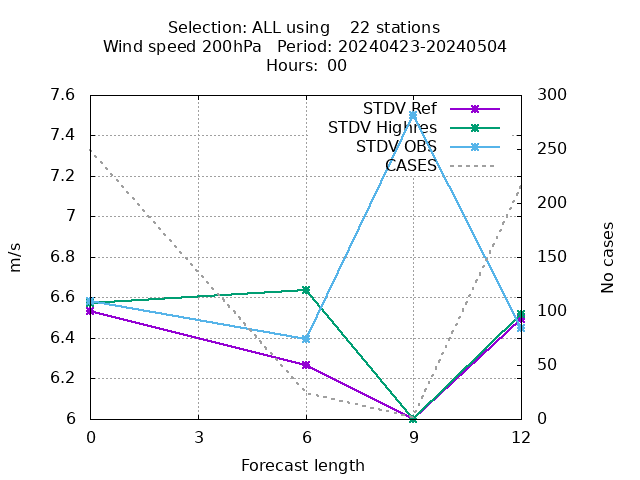 Selection: ALL using    22 stations
Wind speed 200hPa   Period: 20240423-20240504
Hours: 00
7.6
7.4
7.2
7
6.8
6.6
6.4
6.2
6
m/s
STDV Ref
STDV Highres
STDV OBS
CASES
300
250
200
150
100
50
0
No cases
0 3 6 9 12
Forecast length